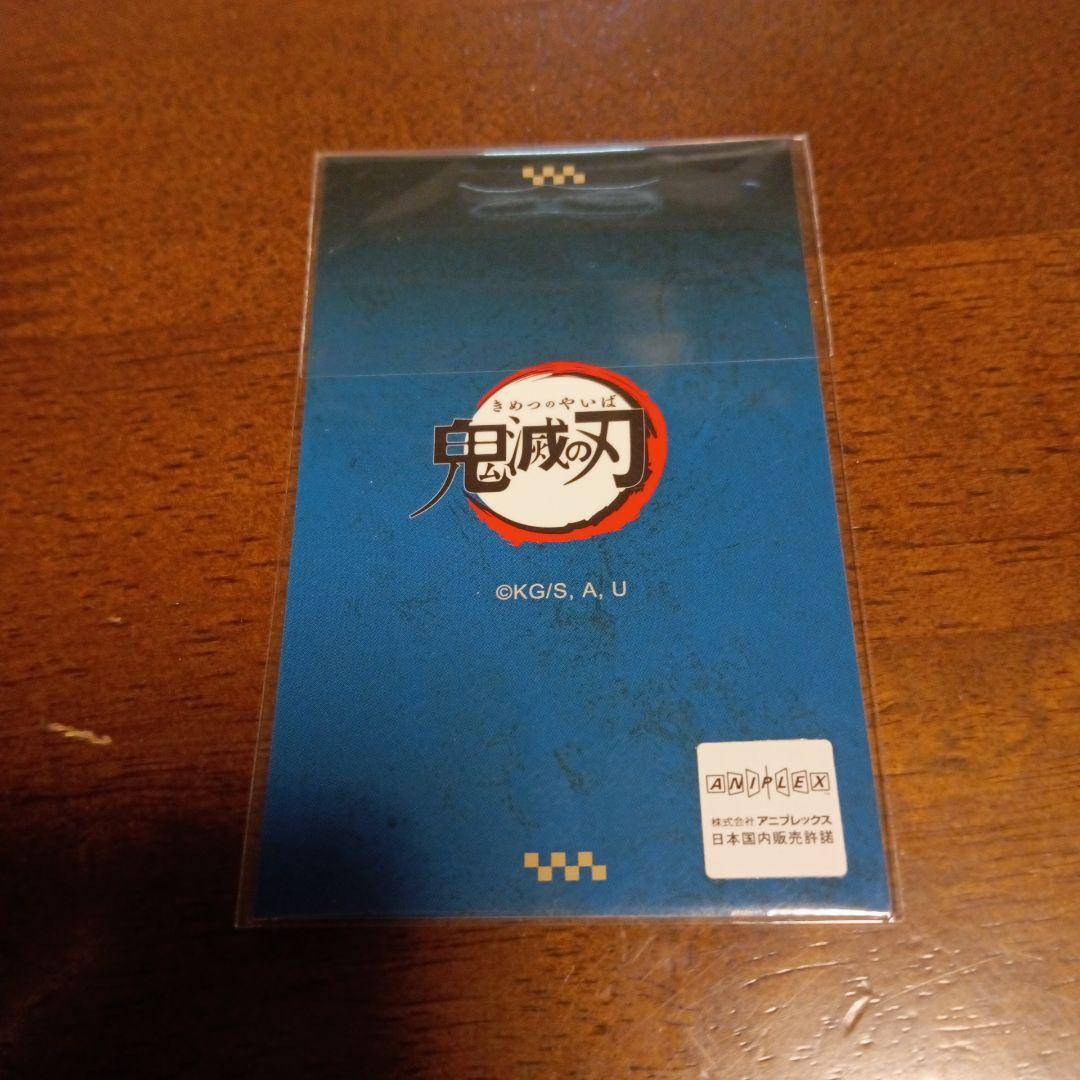 きめつのやいば
鬼滅の刃
©KG/S, A, U
ANIPLEX
株式会社 アニプレックス
日本国内販売許諾